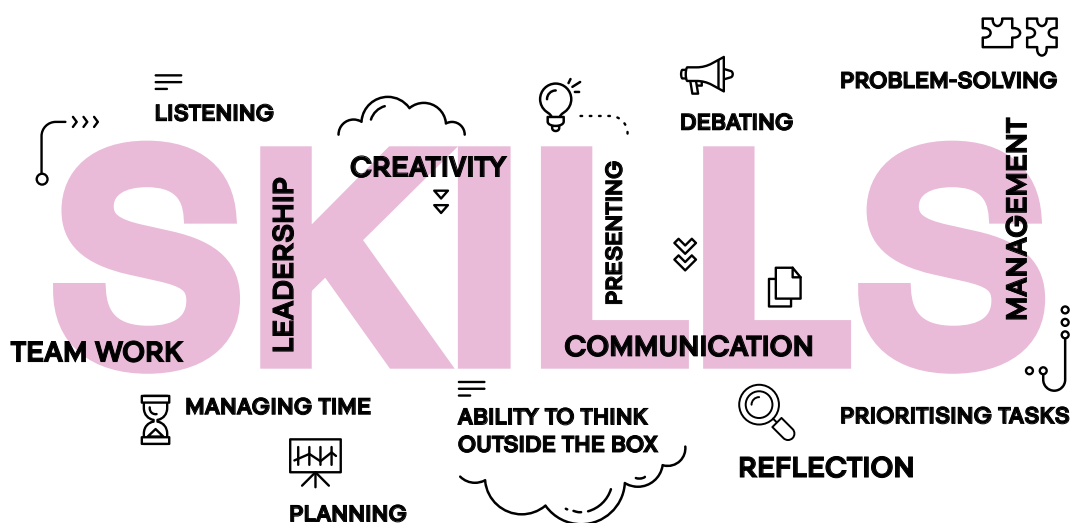 PROBLEM-SOLVING
LISTENING
DEBATING
CREATIVITY
SKILLS
LEADERSHIP
PRESENTING
MANAGEMENT
TEAM WORK
COMMUNICATION
MANAGING TIME
ABILITY TO THINK
OUTSIDE THE BOX
PRIORITISING TASKS
REFLECTION
PLANNING